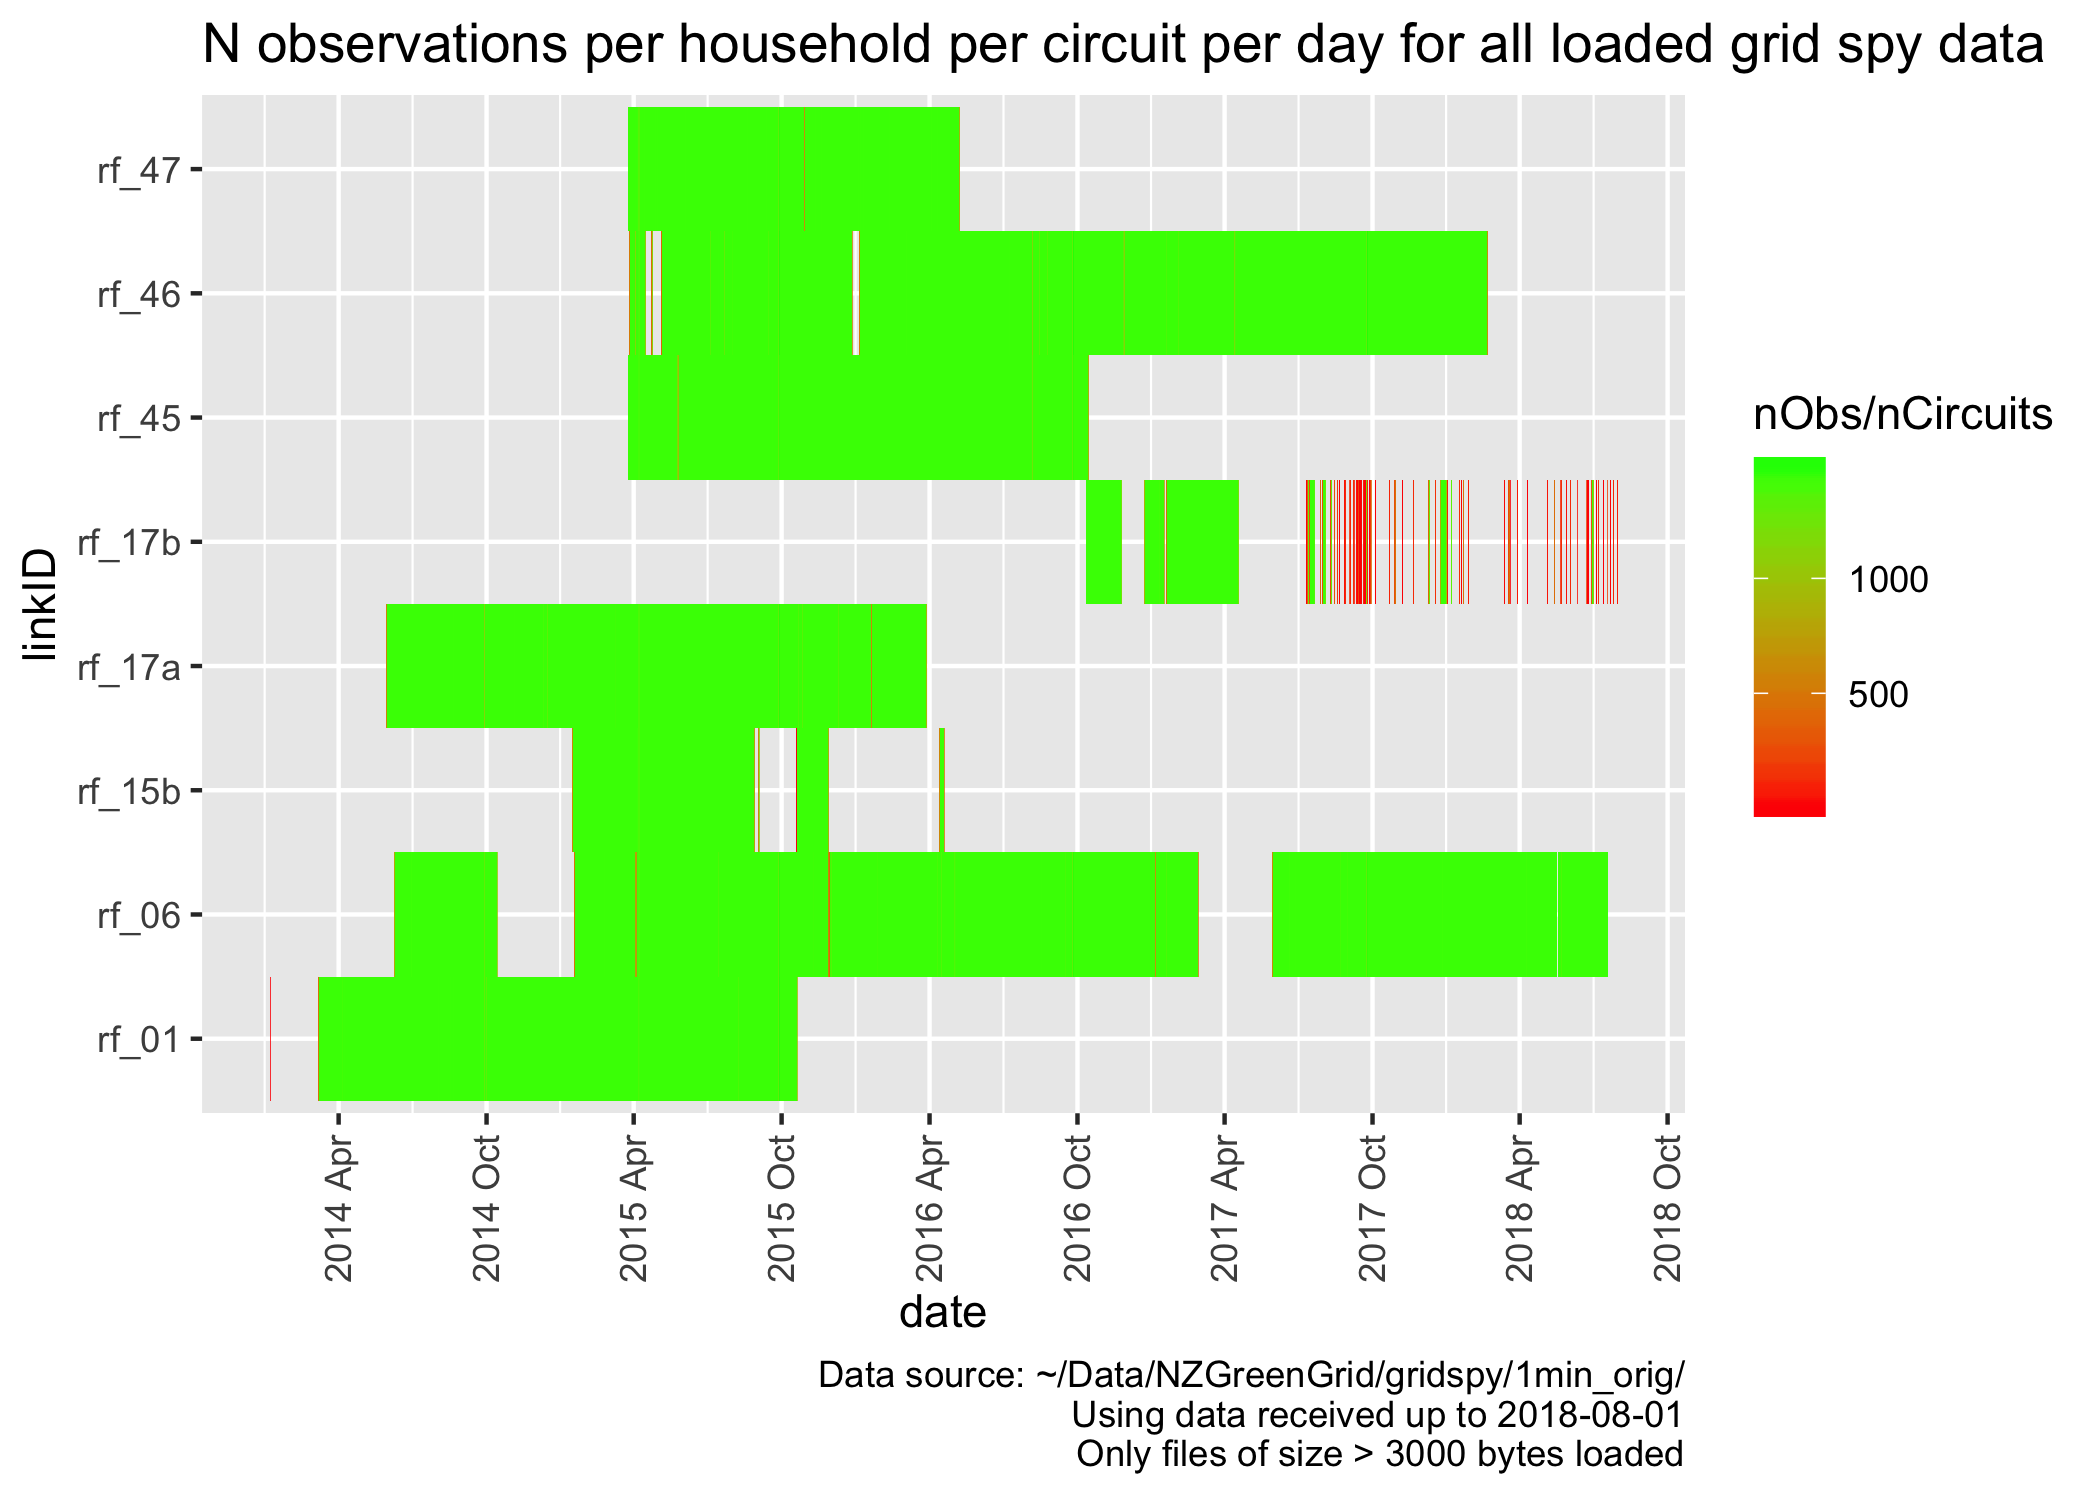 N observations per household per circuit per day for all loaded grid spy data
rf_47
rf_46
rf_45
rf_17b
rf_17a
rf_15b
rf_06
rf_01
linkID
2014 Apr
2014 Oct
2015 Apr
2015 Oct
2016 Apr
2016 Oct
2017 Apr
2017 Oct
2018 Apr
2018 Oct
date
nObs/nCircuits
1000
500
Data source: ~/Data/NZGreenGrid/gridspy/1min_orig/
Using data received up to 2018-08-01
Only files of size > 3000 bytes loaded